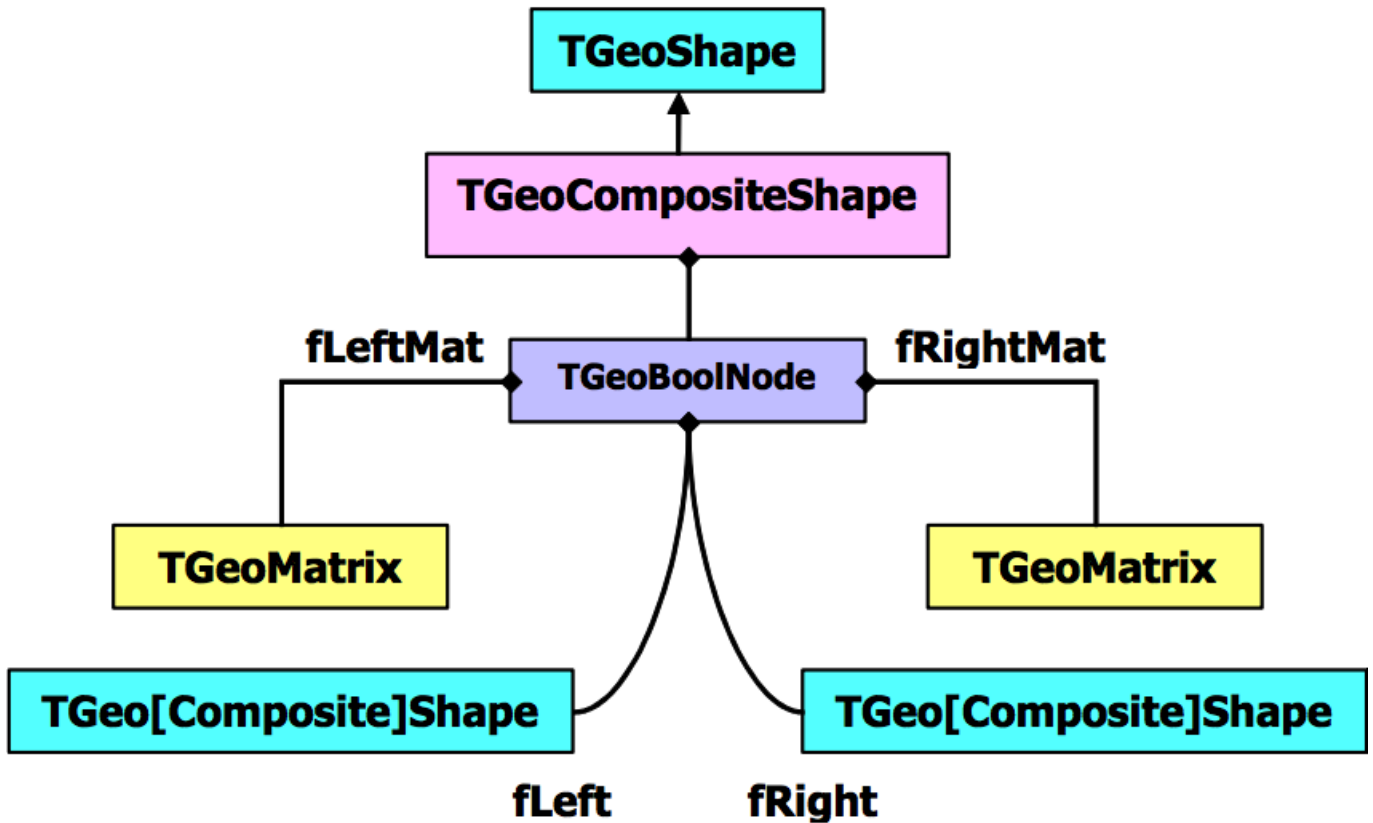 TGeoShape
TGeoCompositeShape
fLeftMat
fRightMat
TGeoBoolNode
TGeoMatrix
TGeoMatrix
TGeo[Composite]Shape
TGeo[Composite]Shape
fLeft
fRight